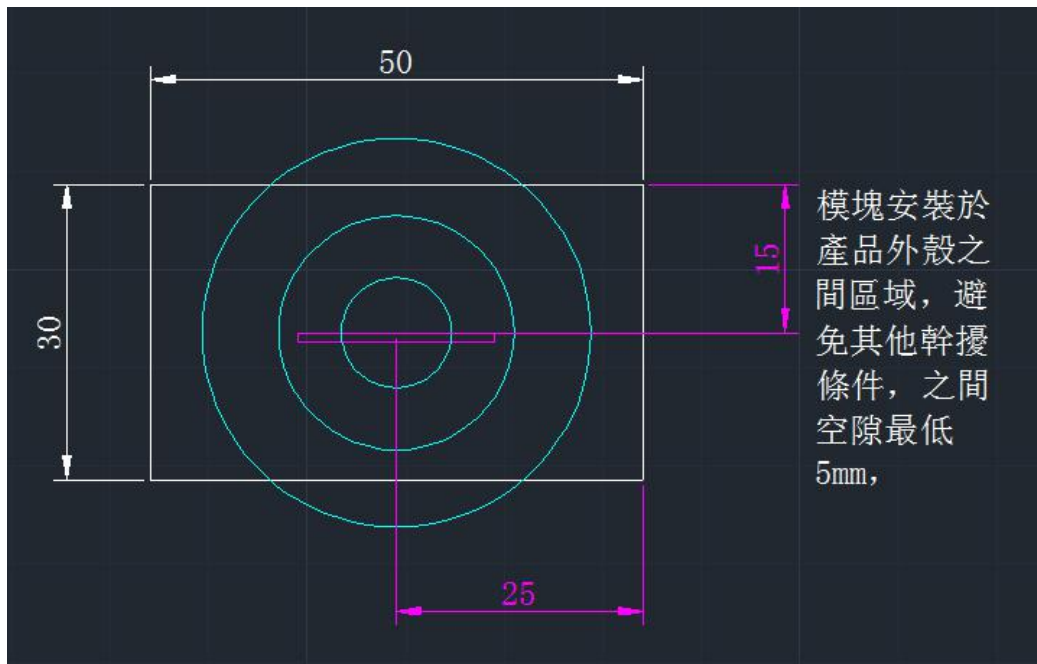 50
30
15
25
模塊安裝於
產品外殼之
間區域，避
免其他幹擾
條件，之間
空隙最低
5mm，